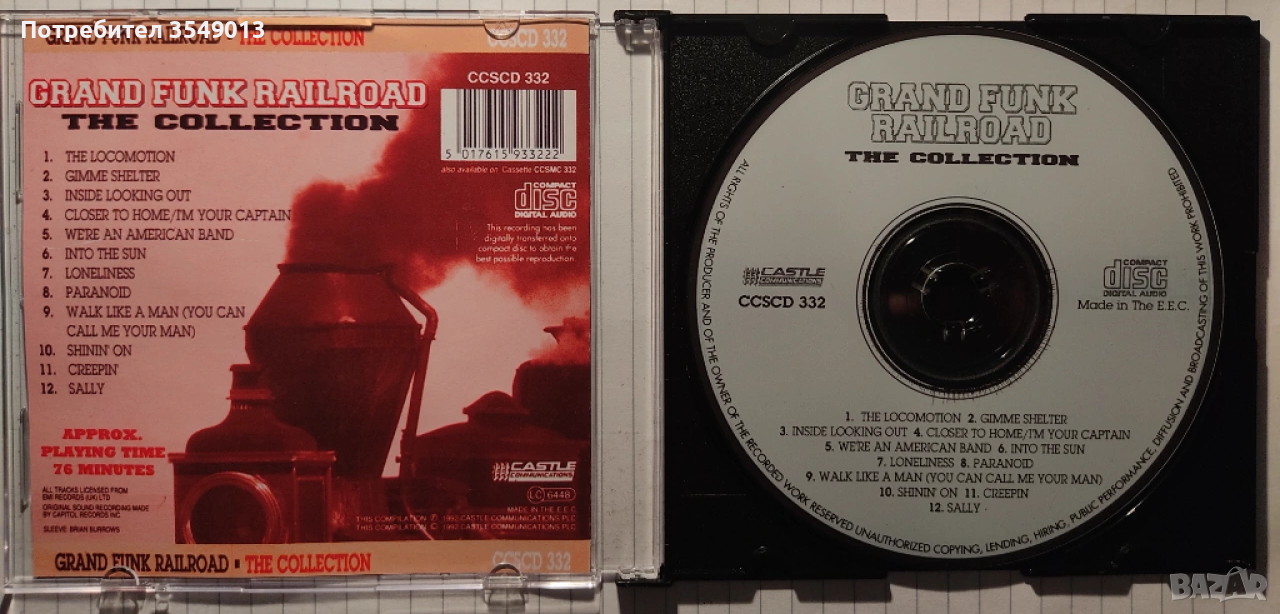 Потребител 3549013
GRAND FUNK RAILROAD ▪ THE COLLECTION
CCSCD 332
GRAND FUNK RAILROAD
THE COLLECTION
1. THE LOCOMOTION
2. GIMME SHELTER
3. INSIDE LOOKING OUT
4. CLOSER TO HOME/I'M YOUR CAPTAIN
5. WE'RE AN AMERICAN BAND
6. INTO THE SUN
7. LONELINESS
8. PARANOID
9. WALK LIKE A MAN (YOU CAN
CALL ME YOUR MAN)
10. SHININ' ON
11. CREEPIN'
12. SALLY
APPROX.
PLAYING TIME
76 MINUTES
ALL TRACKS LICENSED FROM
EMI RECORDS (UK) LTD
ORIGINAL SOUND RECORDING MADE
BY CAPITOL RECORDS INC.
SLEEVE: BRIAN BURROWS
CCSCD 332
5 017615 933222
also available on Cassette CCSMC 332
COMPACT
disc
DIGITAL AUDIO
This recording has been
digitally transferred onto
compact disc to obtain the
best possible reproduction.
CASTLE
COMMUNICATIONS
LC 6448
MADE IN THE E.E.C.
THIS COMPILATION Ⓟ 1992 CASTLE COMMUNICATIONS PLC
THIS COMPILATION © 1992 CASTLE COMMUNICATIONS PLC
GRAND FUNK RAILROAD ▪ THE COLLECTION
CCSCD 332
GRAND FUNK
RAILROAD
THE COLLECTION
CASTLE
COMMUNICATIONS
CCSCD 332
COMPACT
disc
DIGITAL AUDIO
Made in The E.E.C.
1. THE LOCOMOTION 2. GIMME SHELTER
3. INSIDE LOOKING OUT 4. CLOSER TO HOME/I'M YOUR CAPTAIN
5. WE'RE AN AMERICAN BAND 6. INTO THE SUN
7. LONELINESS 8. PARANOID
9. WALK LIKE A MAN (YOU CAN CALL ME YOUR MAN)
10. SHININ' ON 11. CREEPIN'
12. SALLY
ALL RIGHTS OF THE PRODUCER AND OF THE OWNER OF THE RECORDED WORK RESERVED UNAUTHORIZED COPYING, LENDING, HIRING, PUBLIC PERFORMANCE, DIFFUSION AND BROADCASTING OF THIS WORK PROHIBITED
BAZAR